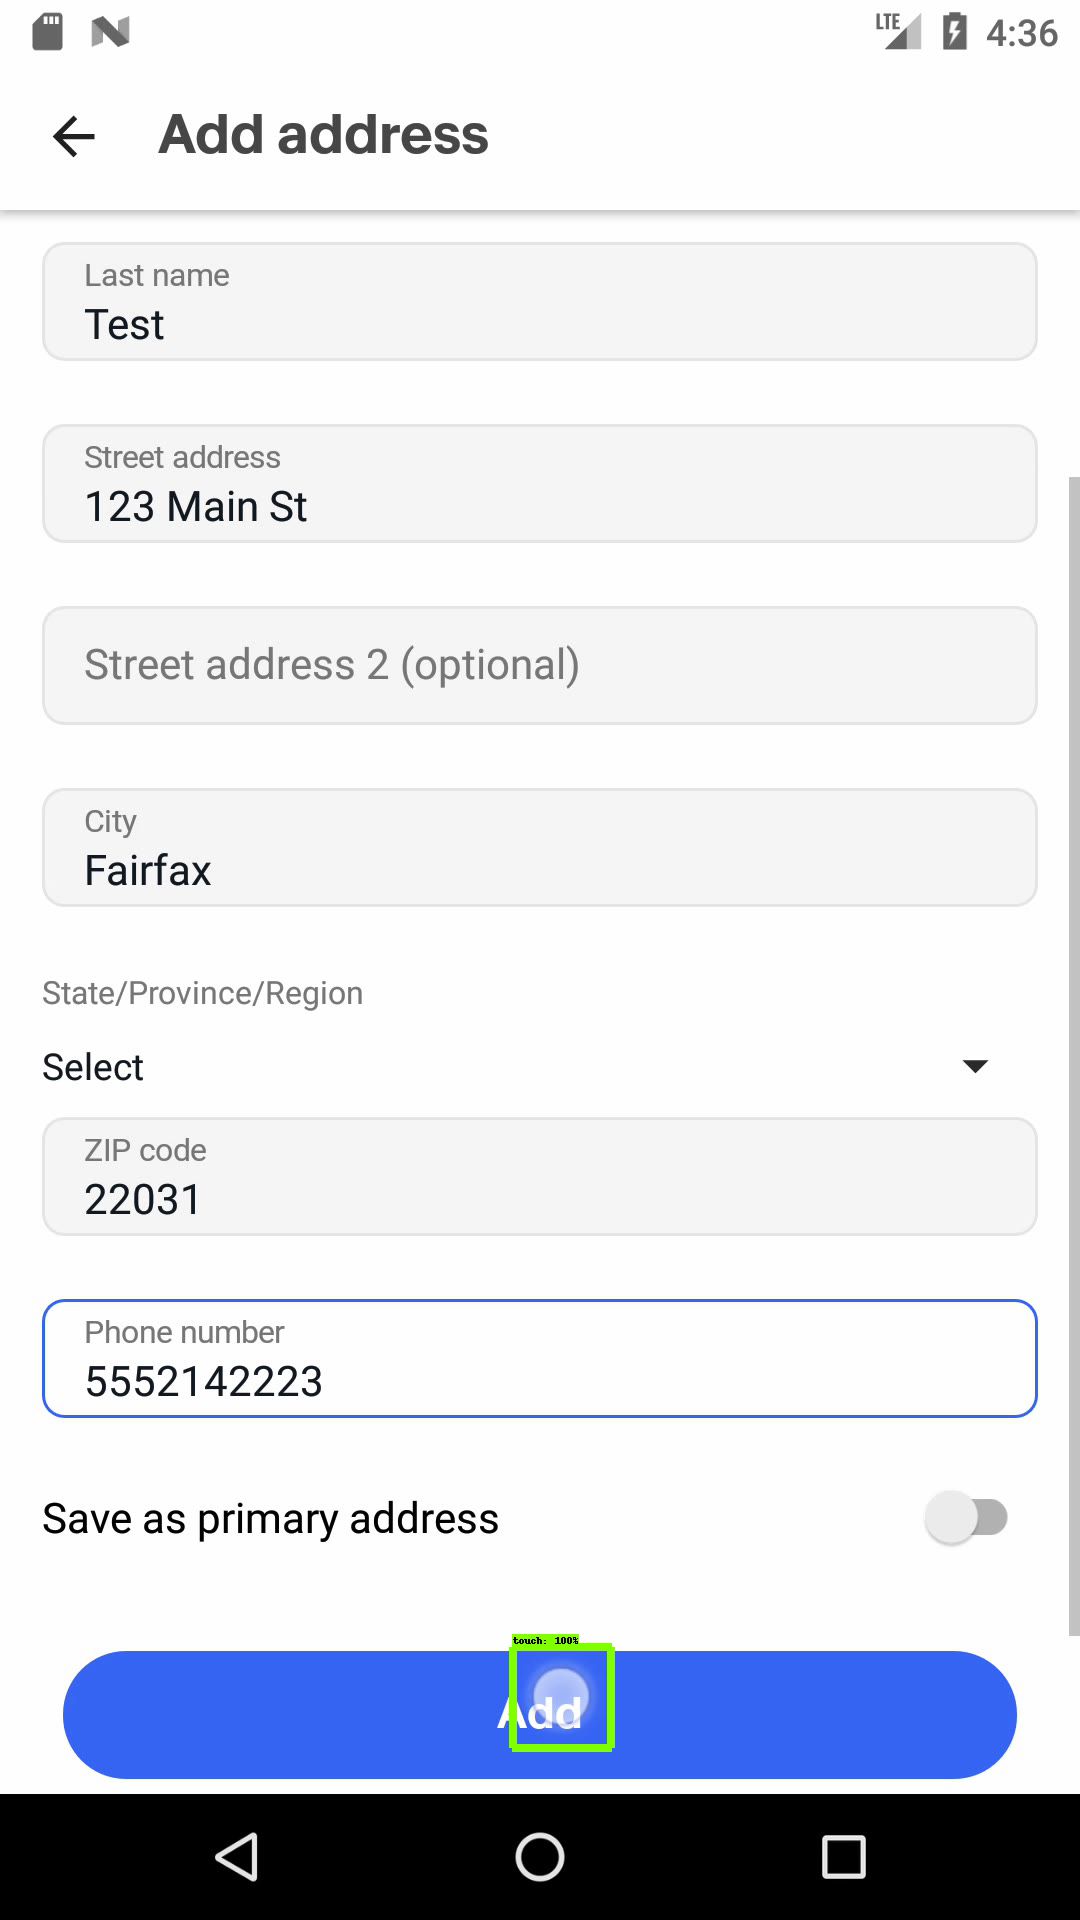 LTE 4:36
Add address
Last name
Test
Street address
123 Main St
Street address 2 (optional)
City
Fairfax
State/Province/Region
Select
ZIP code
22031
Phone number
5552142223
Save as primary address
touch: 100%
Add